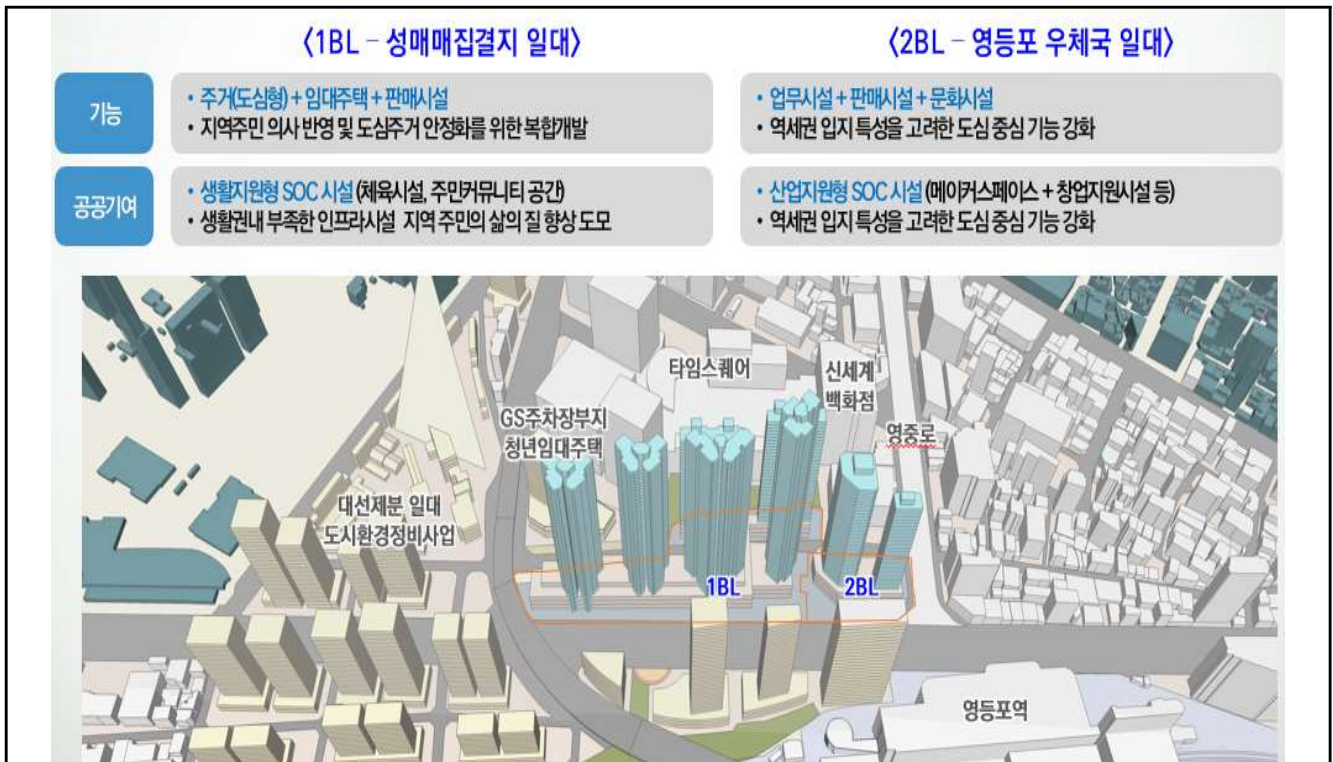 〈1BL – 성매매집결지 일대〉
〈2BL – 영등포 우체국 일대〉
기능
• 주거(도심형) + 임대주택 + 판매시설
• 지역주민 의사 반영 및 도심주거 안정화를 위한 복합개발
• 업무시설 + 판매시설 + 문화시설
• 역세권 입지 특성을 고려한 도심 중심 기능 강화
공공기여
• 생활지원형 SOC 시설 (체육시설, 주민커뮤니티 공간)
• 생활권내 부족한 인프라시설 지역 주민의 삶의 질 향상 도모
• 산업지원형 SOC 시설 (메이커스페이스 + 창업지원시설 등)
• 역세권 입지 특성을 고려한 도심 중심 기능 강화
타임스퀘어
신세계
백화점
GS주차장부지
청년임대주택
영중로
대선제분 일대
도시환경정비사업
1BL
2BL
영등포역